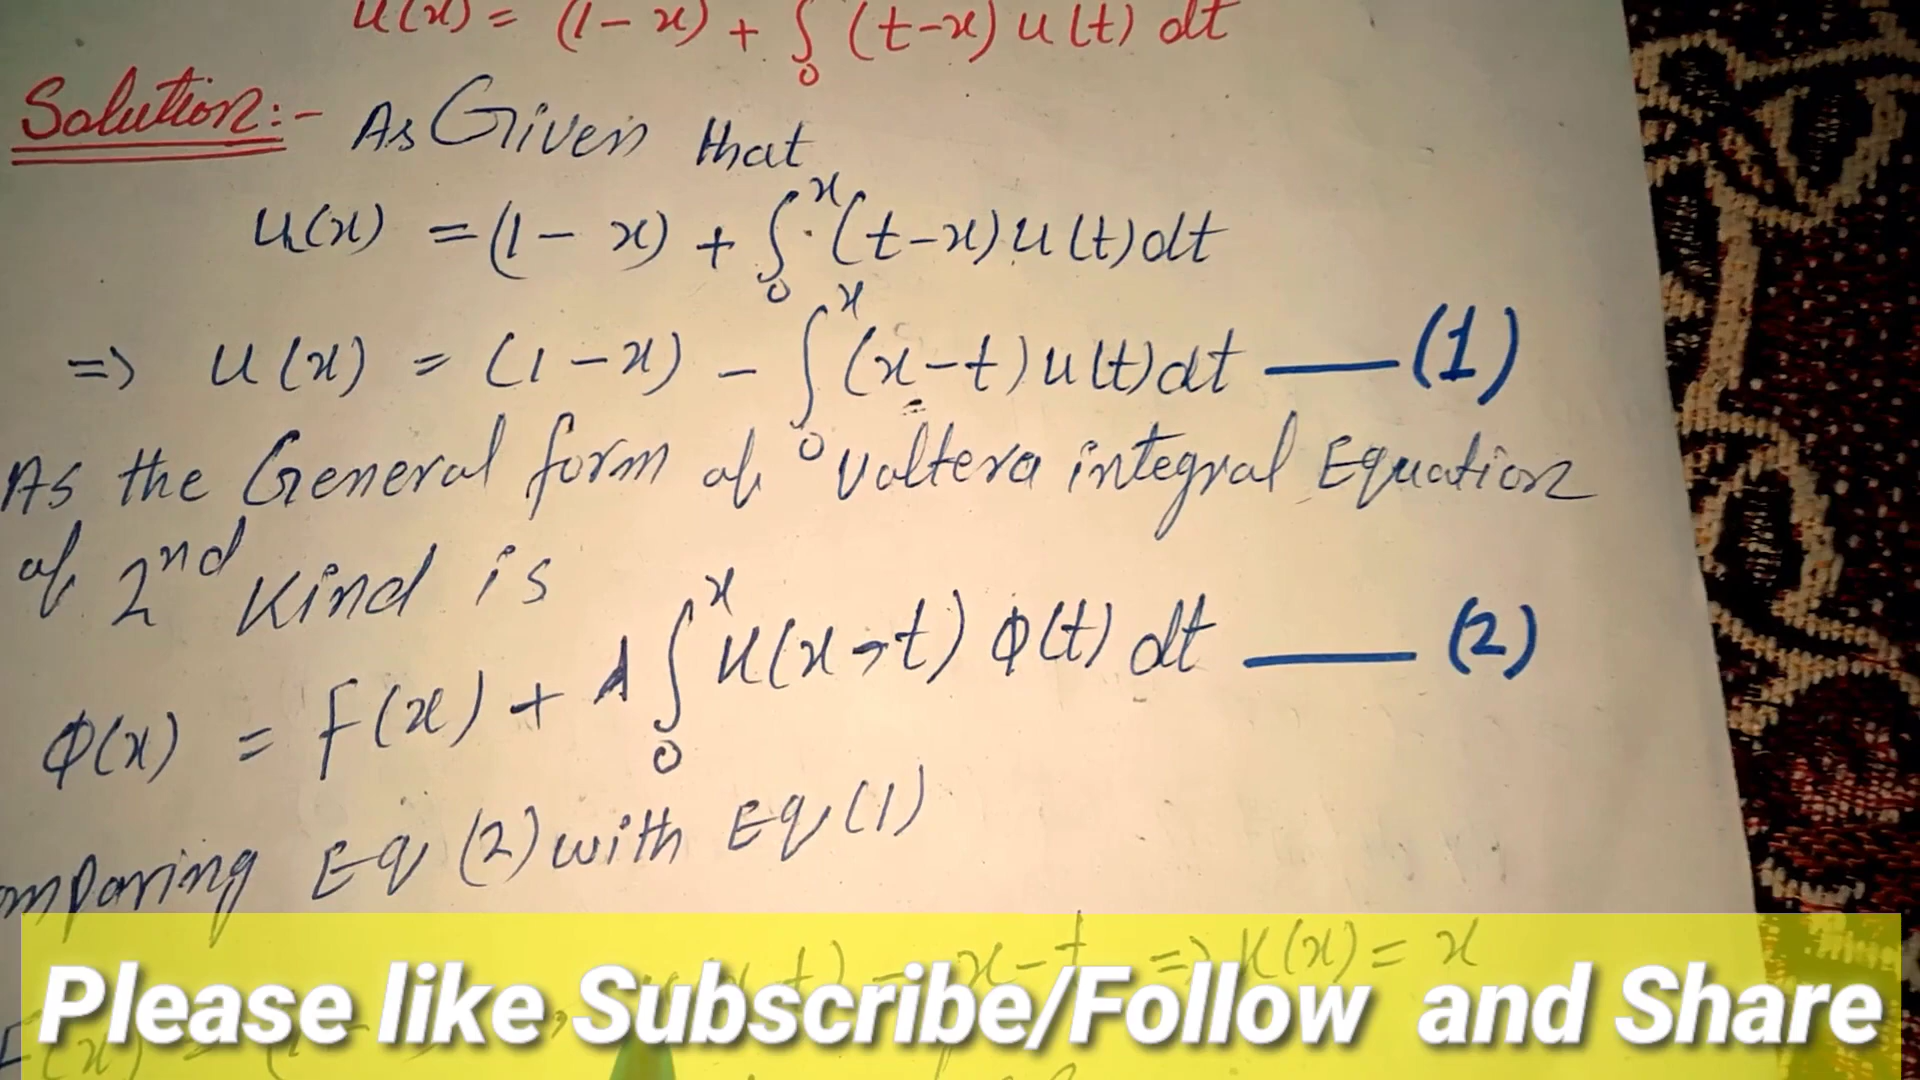 u(x) = (1-x) + ∫₀ (t-x) u(t) dt
Solution:- As Given that
u(x) = (1-x) + ∫₀ˣ (t-x) u(t) dt
=> u(x) = (1-x) - ∫₀ˣ (x-t) u(t) dt —— (1)
As the General form of Voltera integral Equation
of 2nd Kind is
ϕ(x) = F(x) + λ ∫₀ˣ K(x,t) ϕ(t) dt —— (2)
omparing Eq (2) with Eq (1)
x-t => K(x) = x
Please like Subscribe/Follow and Share